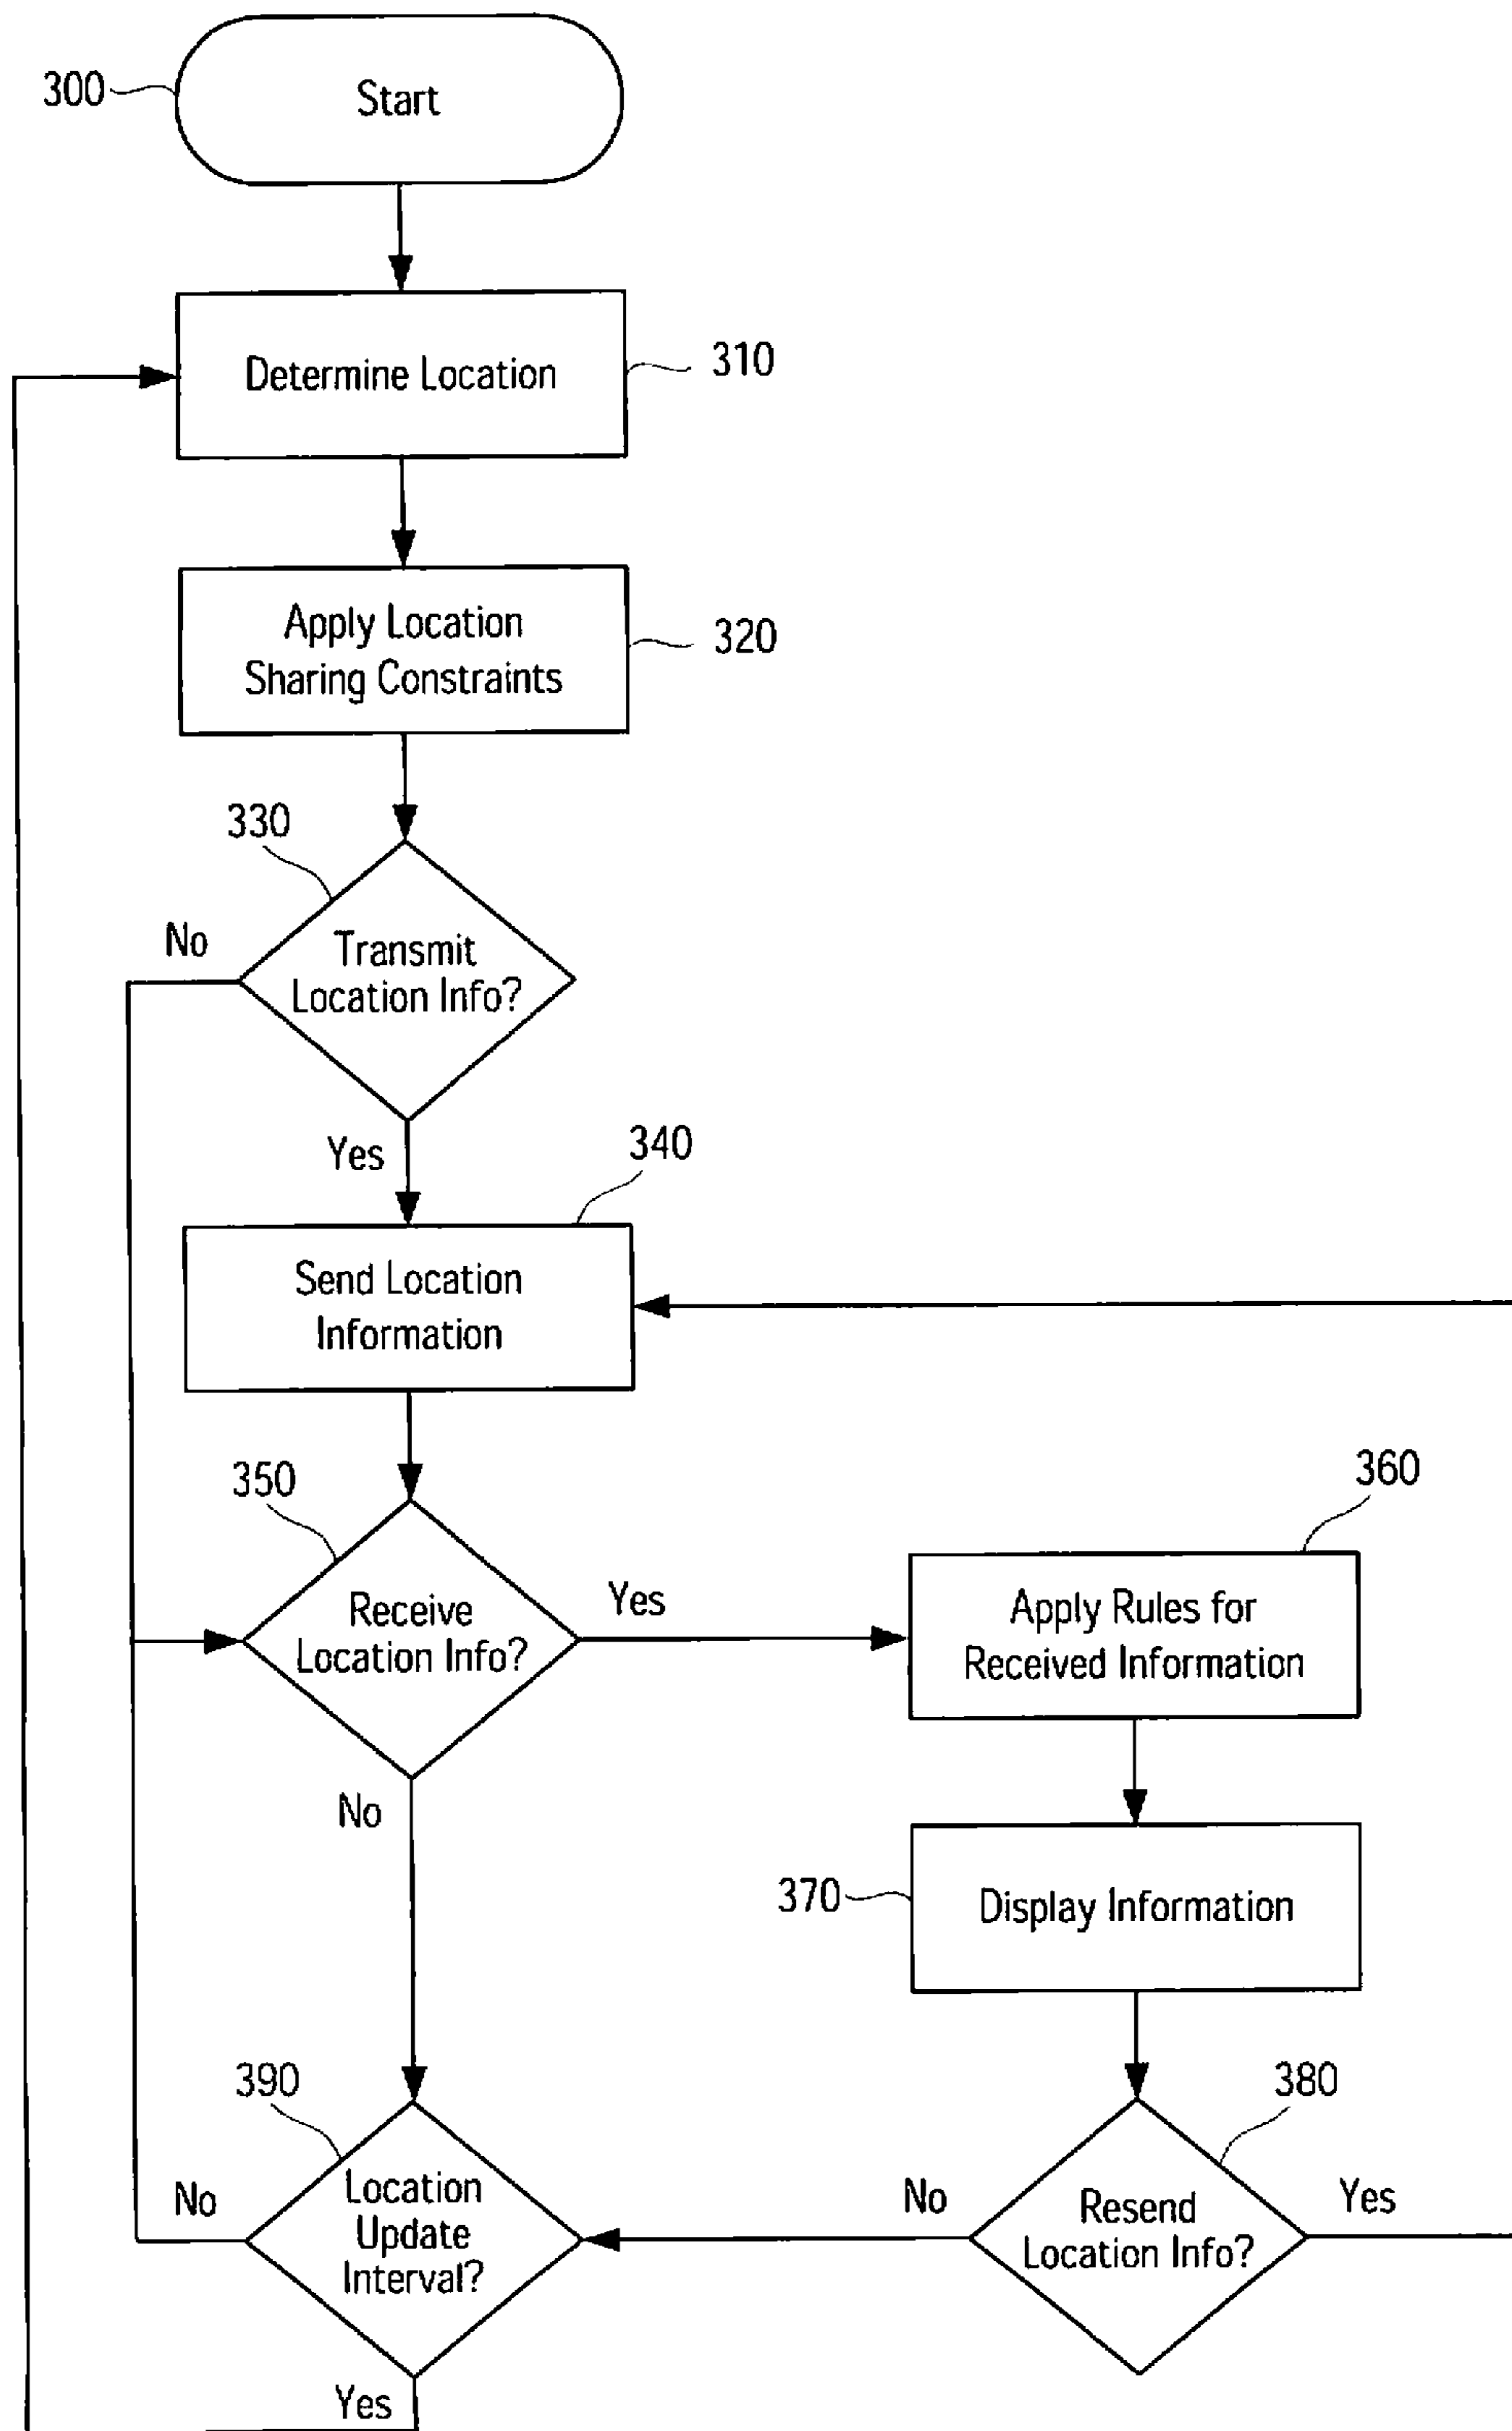 300
Start
Determine Location
310
Apply Location
Sharing Constraints
320
330
No
Transmit
Location Info?
Yes
340
Send Location
Information
350
Receive
Location Info?
Yes
No
360
Apply Rules for
Received Information
370
Display Information
390
No
Location
Update
Interval?
Yes
380
No
Resend
Location Info?
Yes